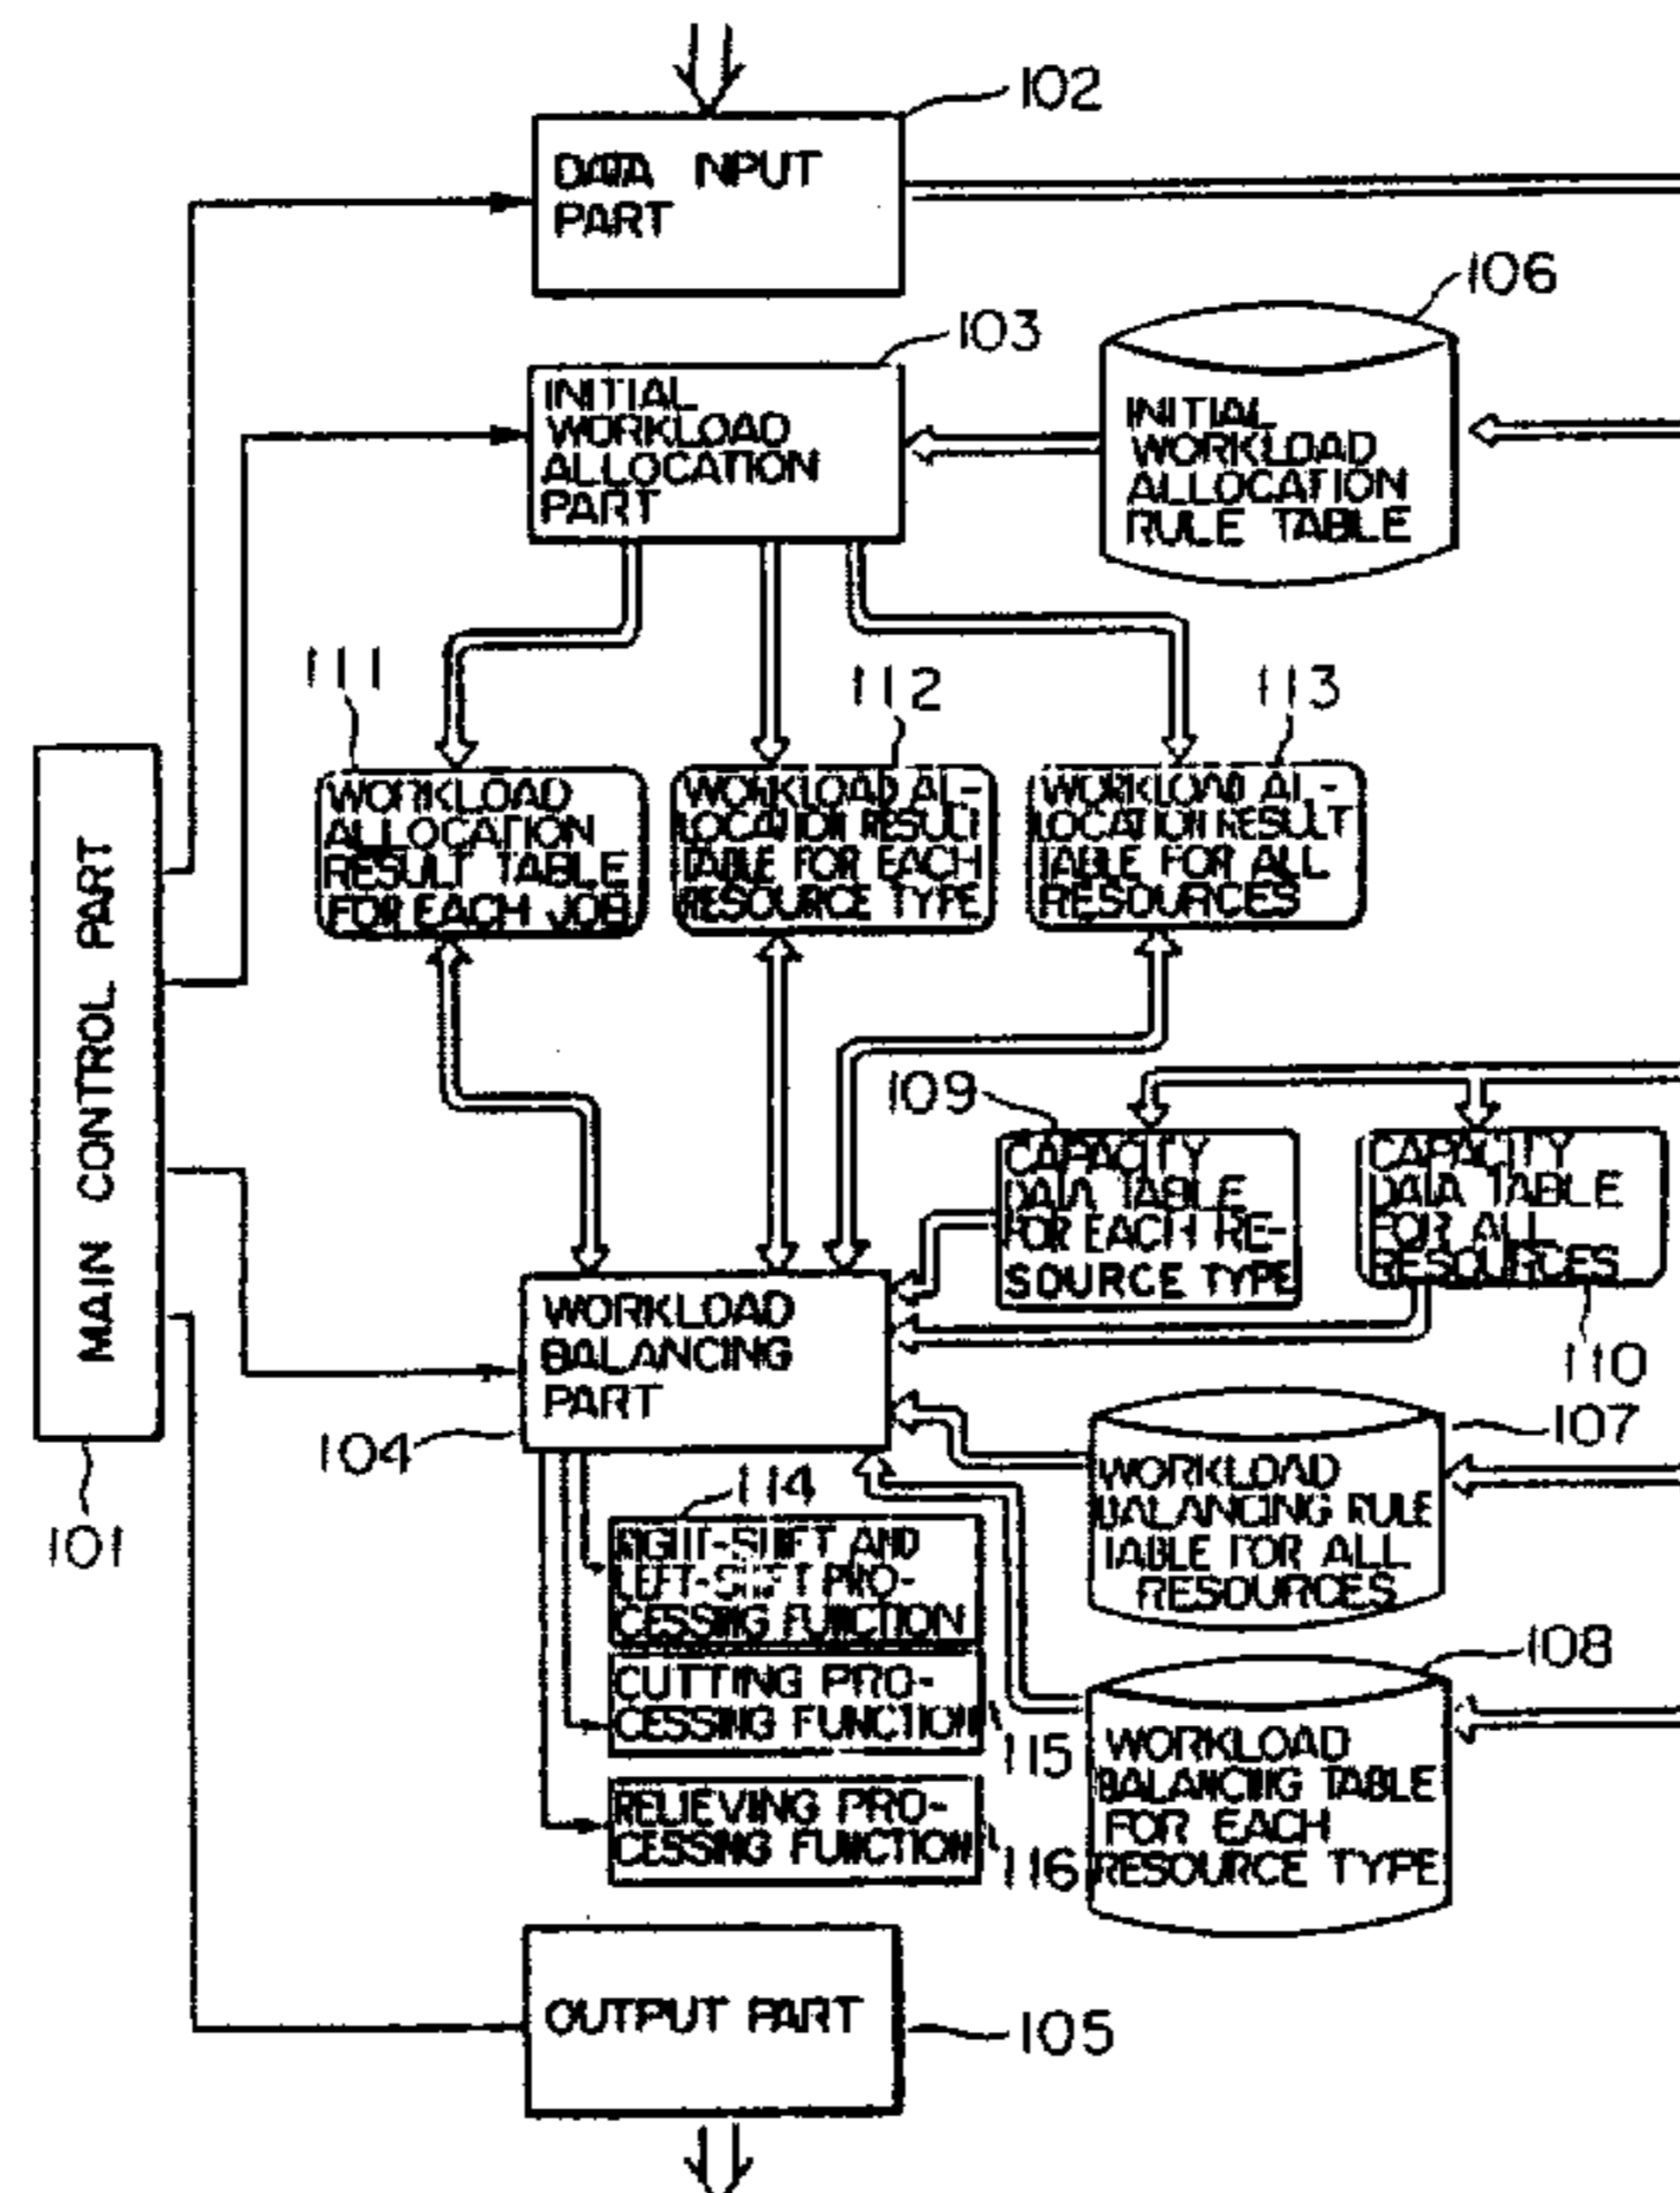 102
DATA INPUT
PART
106
103
INITIAL
WORKLOAD
ALLOCATION
PART
INITIAL
WORKLOAD
ALLOCATION
RULE TABLE
111
112
113
WORKLOAD
ALLOCATION
RESULT TABLE
FOR EACH JOB
WORKLOAD AL-
LOCATION RESULT
TABLE FOR EACH
RESOURCE TYPE
WORKLOAD AL-
LOCATION RESULT
TABLE FOR ALL
RESOURCES
MAIN CONTROL PART
101
109
CAPACITY
DATA TABLE
FOR EACH RE-
SOURCE TYPE
CAPACITY
DATA TABLE
FOR ALL
RESOURCES
110
WORKLOAD
BALANCING
PART
104
107
WORKLOAD
BALANCING RULE
TABLE FOR ALL
RESOURCES
114
RIGHT-SHIFT AND
LEFT-SHIFT PRO-
CESSING FUNCTION
CUTTING PRO-
CESSING FUNCTION
115
RELIEVING PRO-
CESSING FUNCTION
116
108
WORKLOAD
BALANCING TABLE
FOR EACH
RESOURCE TYPE
OUTPUT PART
105